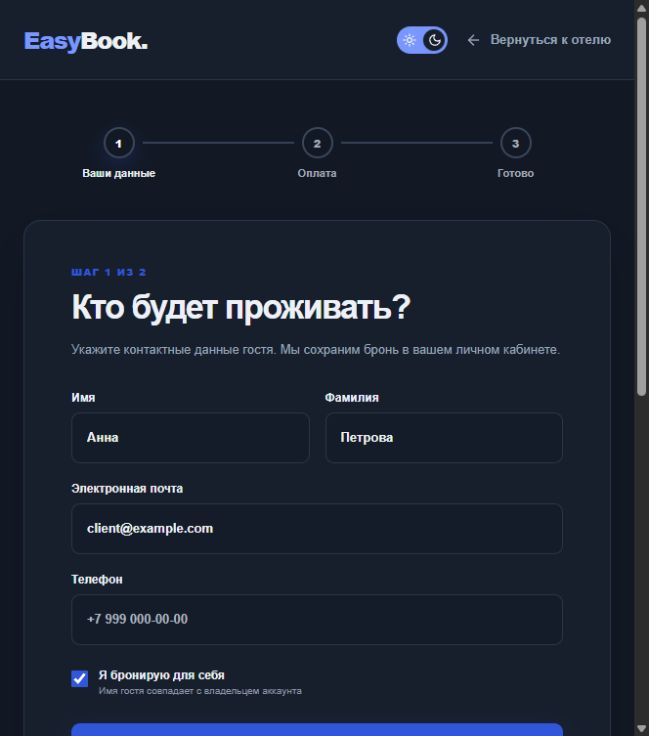 EasyBook.
Вернуться к отелю
1
2
3
Ваши данные
Оплата
Готово
ШАГ 1 ИЗ 2
Кто будет проживать?
Укажите контактные данные гостя. Мы сохраним бронь в вашем личном кабинете.
Имя
Фамилия
Анна
Петрова
Электронная почта
client@example.com
Телефон
+7 999 000-00-00
Я бронирую для себя
Имя гостя совпадает с владельцем аккаунта